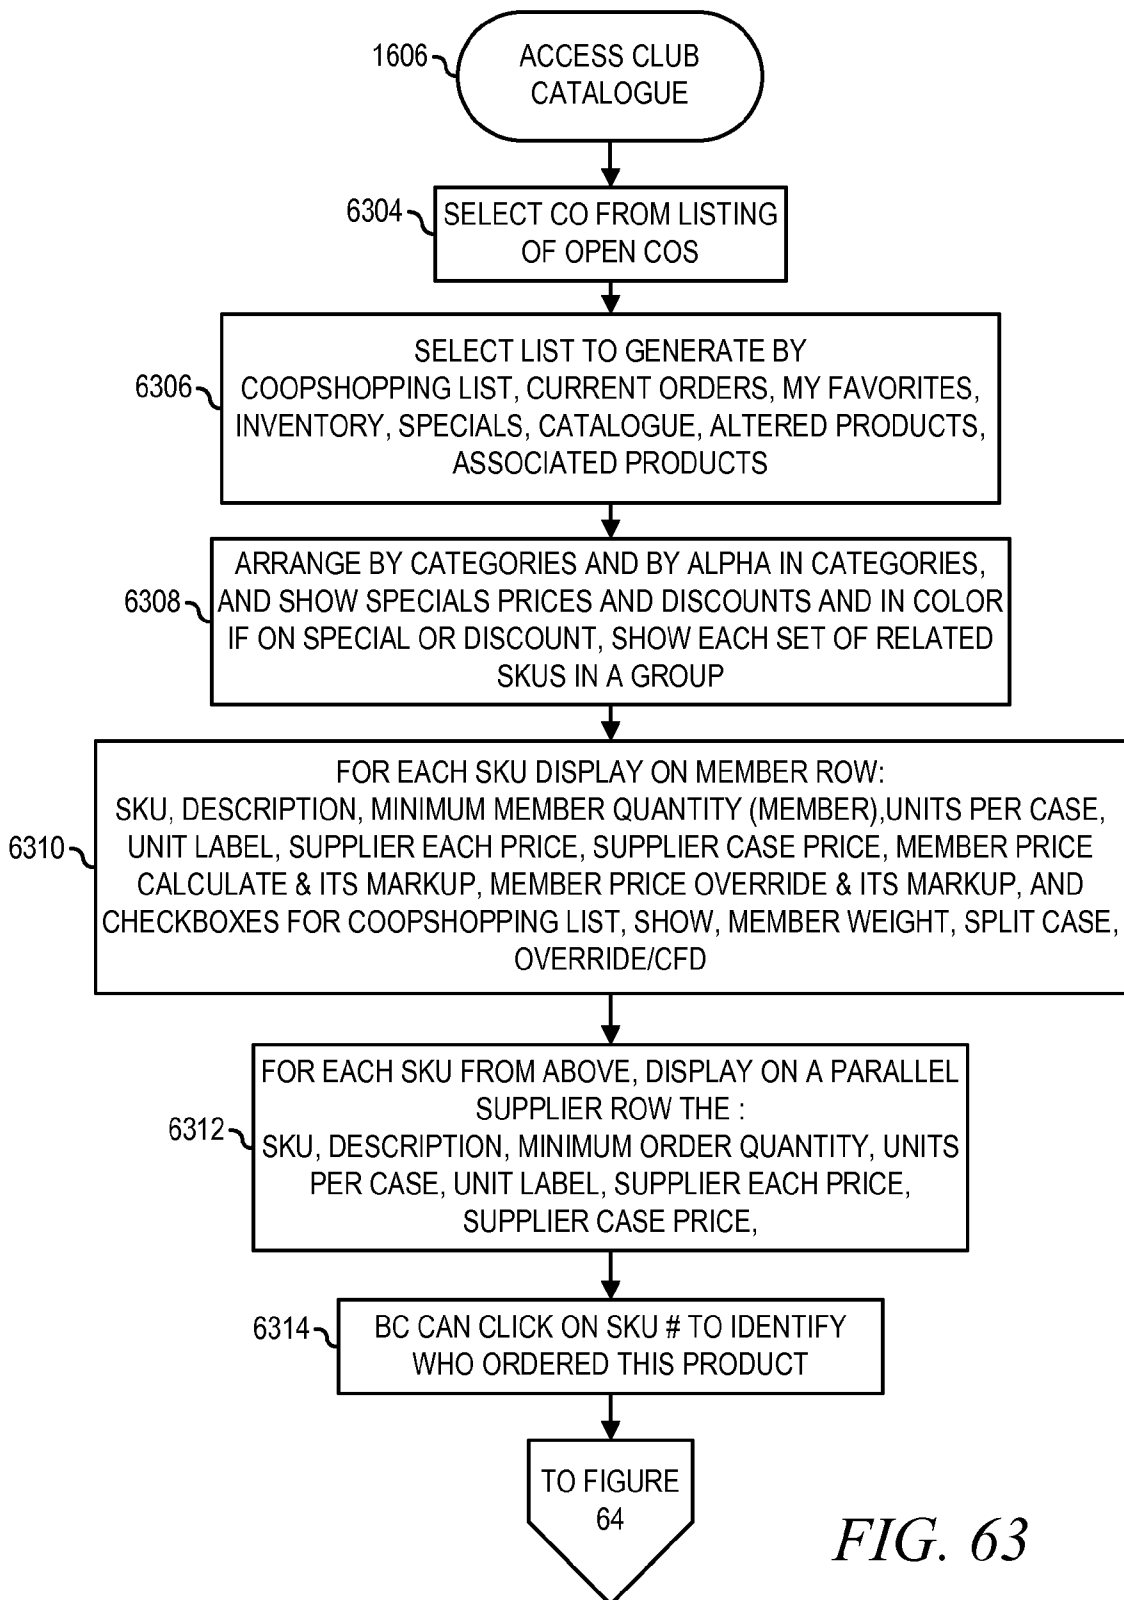 1606
ACCESS CLUB
CATALOGUE
6304
SELECT CO FROM LISTING
OF OPEN COS
6306
SELECT LIST TO GENERATE BY
COOPSHOPPING LIST, CURRENT ORDERS, MY FAVORITES,
INVENTORY, SPECIALS, CATALOGUE, ALTERED PRODUCTS,
ASSOCIATED PRODUCTS
6308
ARRANGE BY CATEGORIES AND BY ALPHA IN CATEGORIES,
AND SHOW SPECIALS PRICES AND DISCOUNTS AND IN COLOR
IF ON SPECIAL OR DISCOUNT, SHOW EACH SET OF RELATED
SKUS IN A GROUP
6310
FOR EACH SKU DISPLAY ON MEMBER ROW:
SKU, DESCRIPTION, MINIMUM MEMBER QUANTITY (MEMBER),UNITS PER CASE,
UNIT LABEL, SUPPLIER EACH PRICE, SUPPLIER CASE PRICE, MEMBER PRICE
CALCULATE & ITS MARKUP, MEMBER PRICE OVERRIDE & ITS MARKUP, AND
CHECKBOXES FOR COOPSHOPPING LIST, SHOW, MEMBER WEIGHT, SPLIT CASE,
OVERRIDE/CFD
6312
FOR EACH SKU FROM ABOVE, DISPLAY ON A PARALLEL
SUPPLIER ROW THE :
SKU, DESCRIPTION, MINIMUM ORDER QUANTITY, UNITS
PER CASE, UNIT LABEL, SUPPLIER EACH PRICE,
SUPPLIER CASE PRICE,
6314
BC CAN CLICK ON SKU # TO IDENTIFY
WHO ORDERED THIS PRODUCT
TO FIGURE
64
FIG. 63